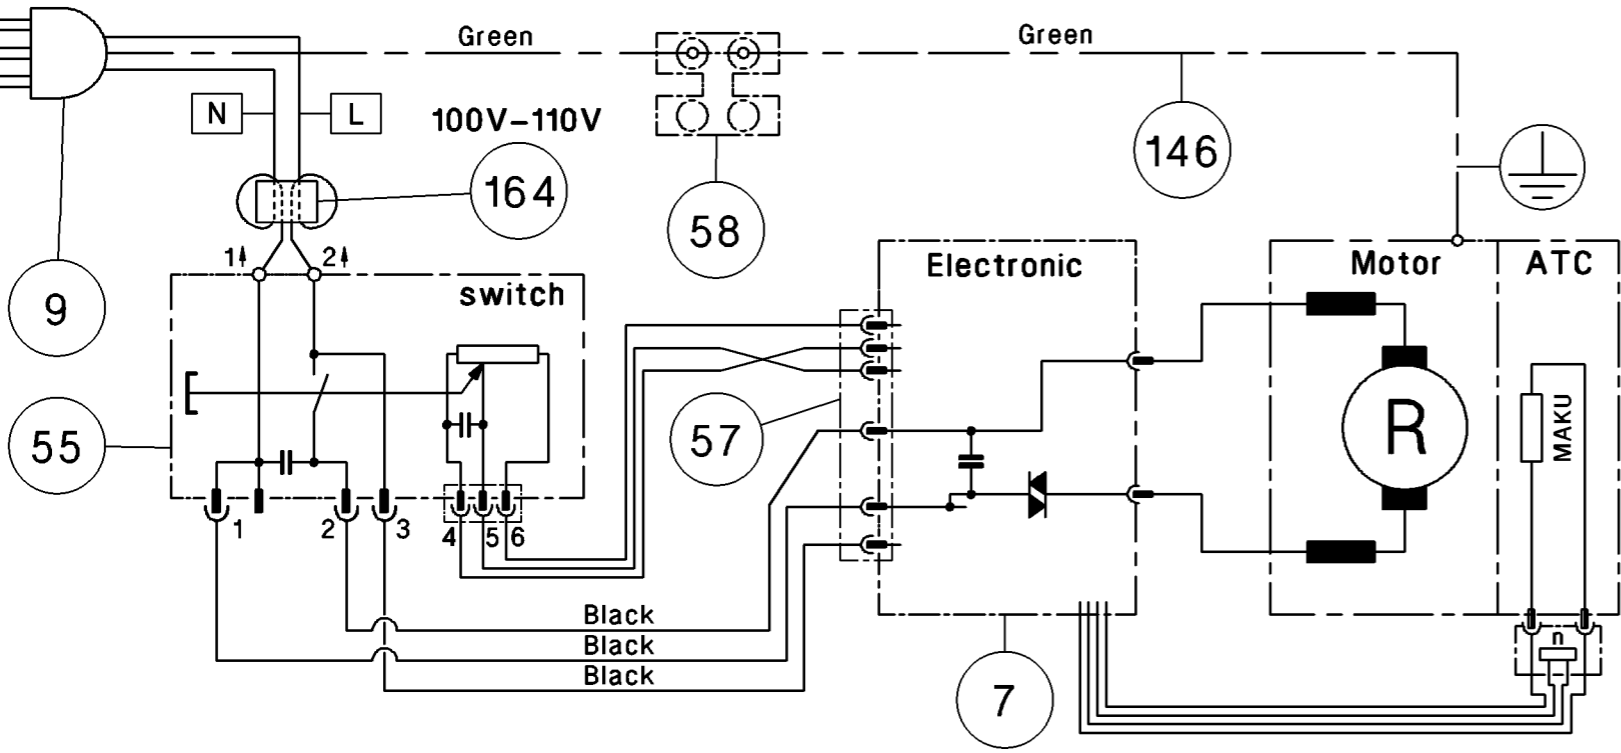 Green
Green
N
L
100V-110V
164
58
146
9
1
2
switch
Electronic
Motor
ATC
55
57
R
MAKU
1
2
3
4
5
6
Black
Black
Black
7
n